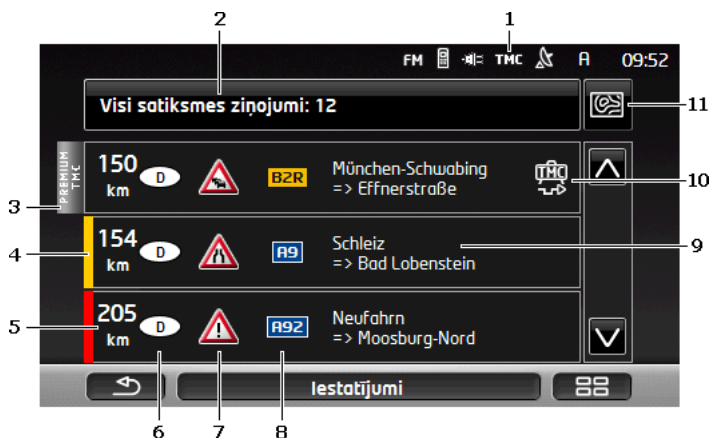 1
2
FM TMC A 09:52
Visi satiksmes ziņojumi: 12
11
PREMIUM
TMC
150
km
D
B2R
München-Schwabing
=> Effnerstraße
TMC
10
3
154
km
D
A9
Schleiz
=> Bad Lobenstein
9
4
205
km
D
A92
Neufahrn
=> Moosburg-Nord
5
Iestatījumi
6 7 8